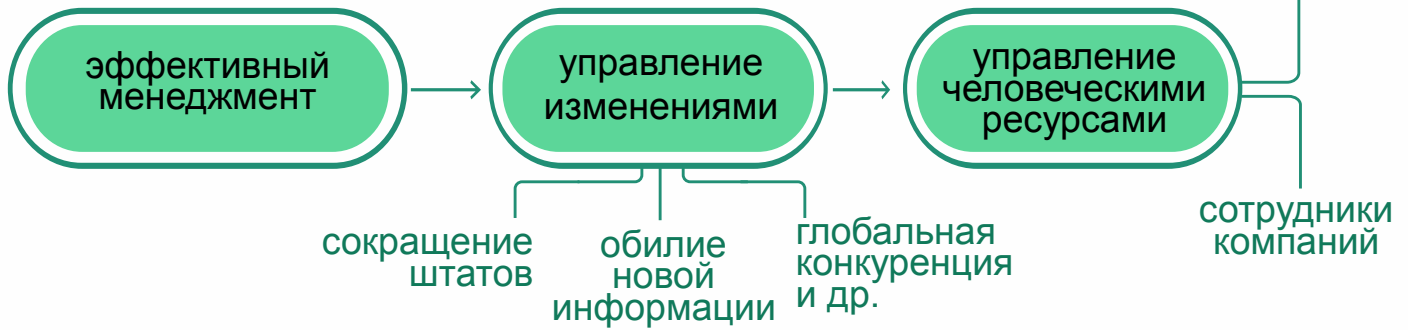 эффективный
менеджмент
управление
изменениями
управление
человеческими
ресурсами
сокращение
штатов
обилие
новой
информации
глобальная
конкуренция
и др.
сотрудники
компаний